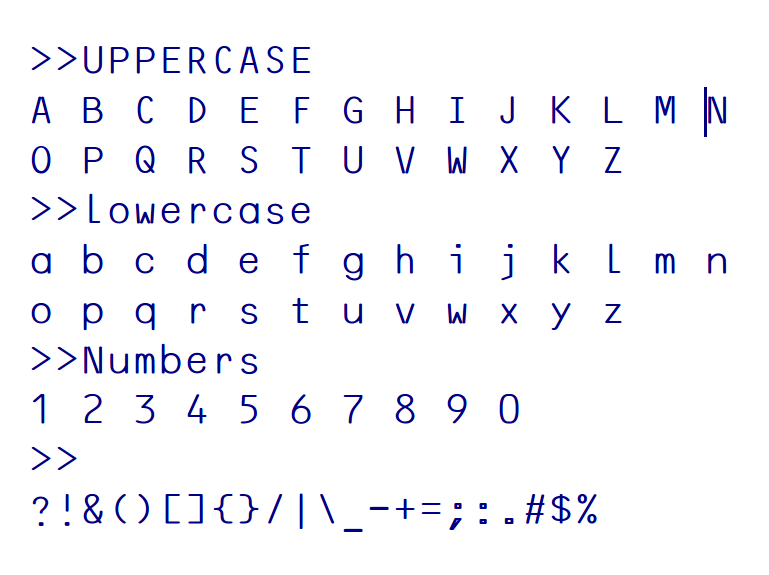 >>UPPERCASE
A B C D E F G H I J K L M N
O P Q R S T U V W X Y Z
>>lowercase
a b c d e f g h i j k l m n
o p q r s t u v w x y z
>>Numbers
1 2 3 4 5 6 7 8 9 0
>>
?!&()[]{}/|\_-+=;:.#$%